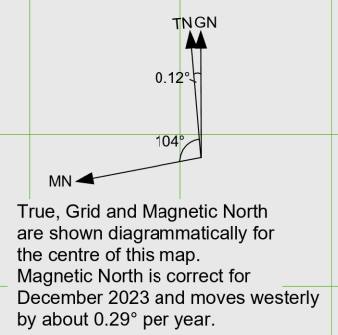 TN GN
0.12°
104°
MN
True, Grid and Magnetic North
are shown diagrammatically for
the centre of this map.
Magnetic North is correct for
December 2023 and moves westerly
by about 0.29° per year.